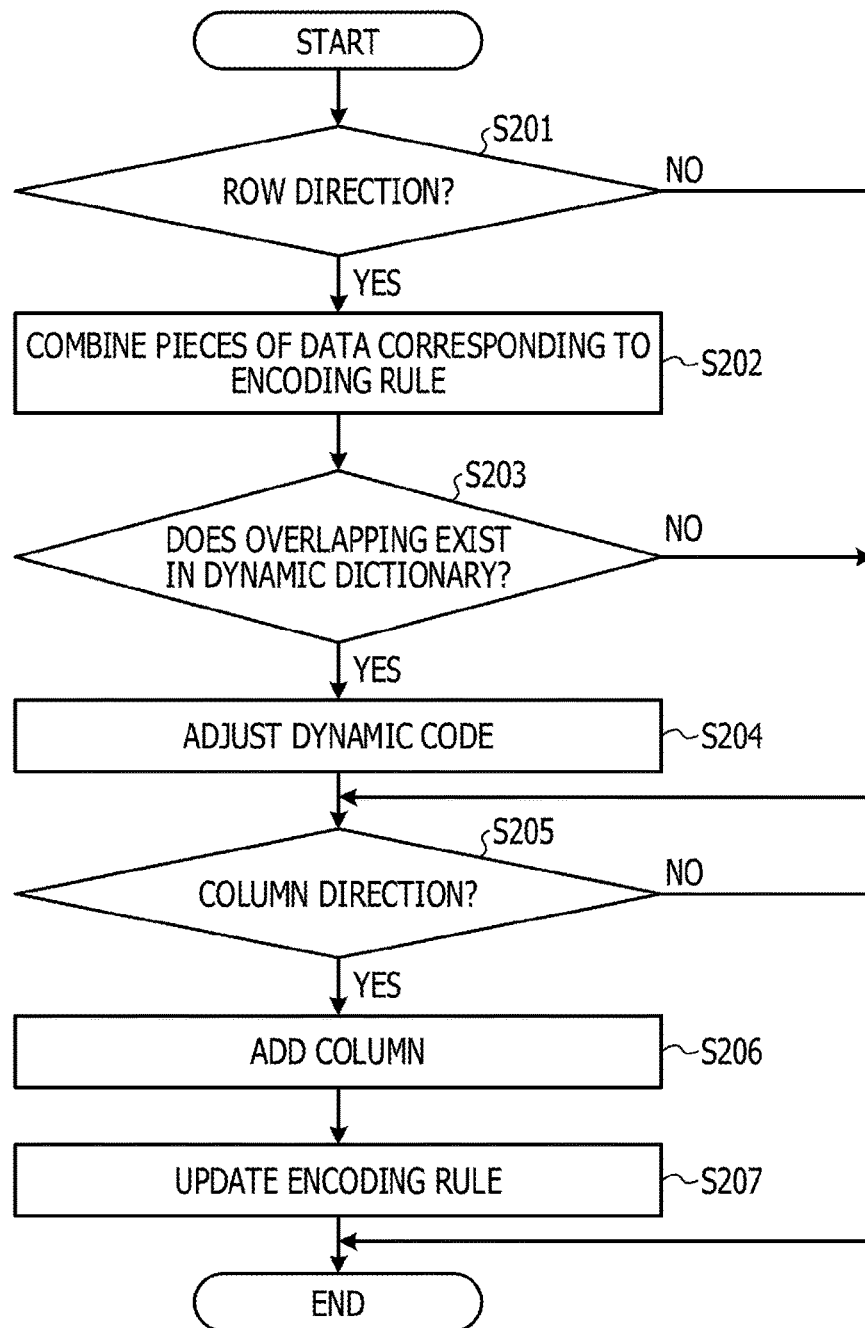 START
S201
ROW DIRECTION?
NO
YES
COMBINE PIECES OF DATA CORRESPONDING TO
ENCODING RULE
S202
S203
DOES OVERLAPPING EXIST
IN DYNAMIC DICTIONARY?
NO
YES
ADJUST DYNAMIC CODE
S204
S205
COLUMN DIRECTION?
NO
YES
ADD COLUMN
S206
UPDATE ENCODING RULE
S207
END